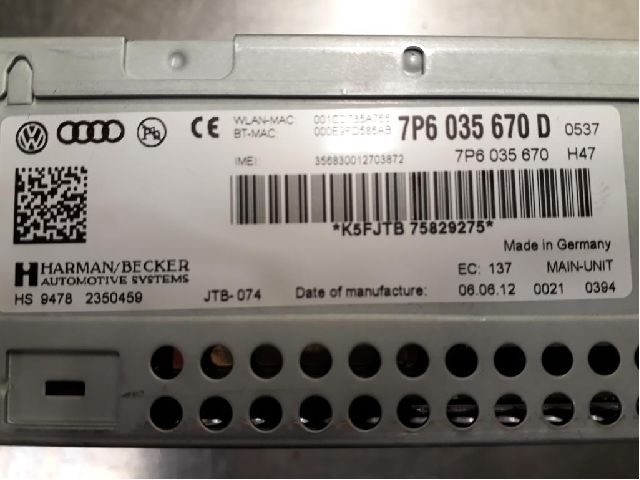 CE WLAN-MAC:
BT-MAC: 7P6 035 670 D 0537
IMEI: 356830012703872 7P6 035 670 H47
*K5FJTB 75829275*
Made in Germany
HARMAN/BECKER
AUTOMOTIVE SYSTEMS
EC: 137 MAIN-UNIT
HS 9478 2350459 JTB-074 Date of manufacture: 06.06.12 0021 0394